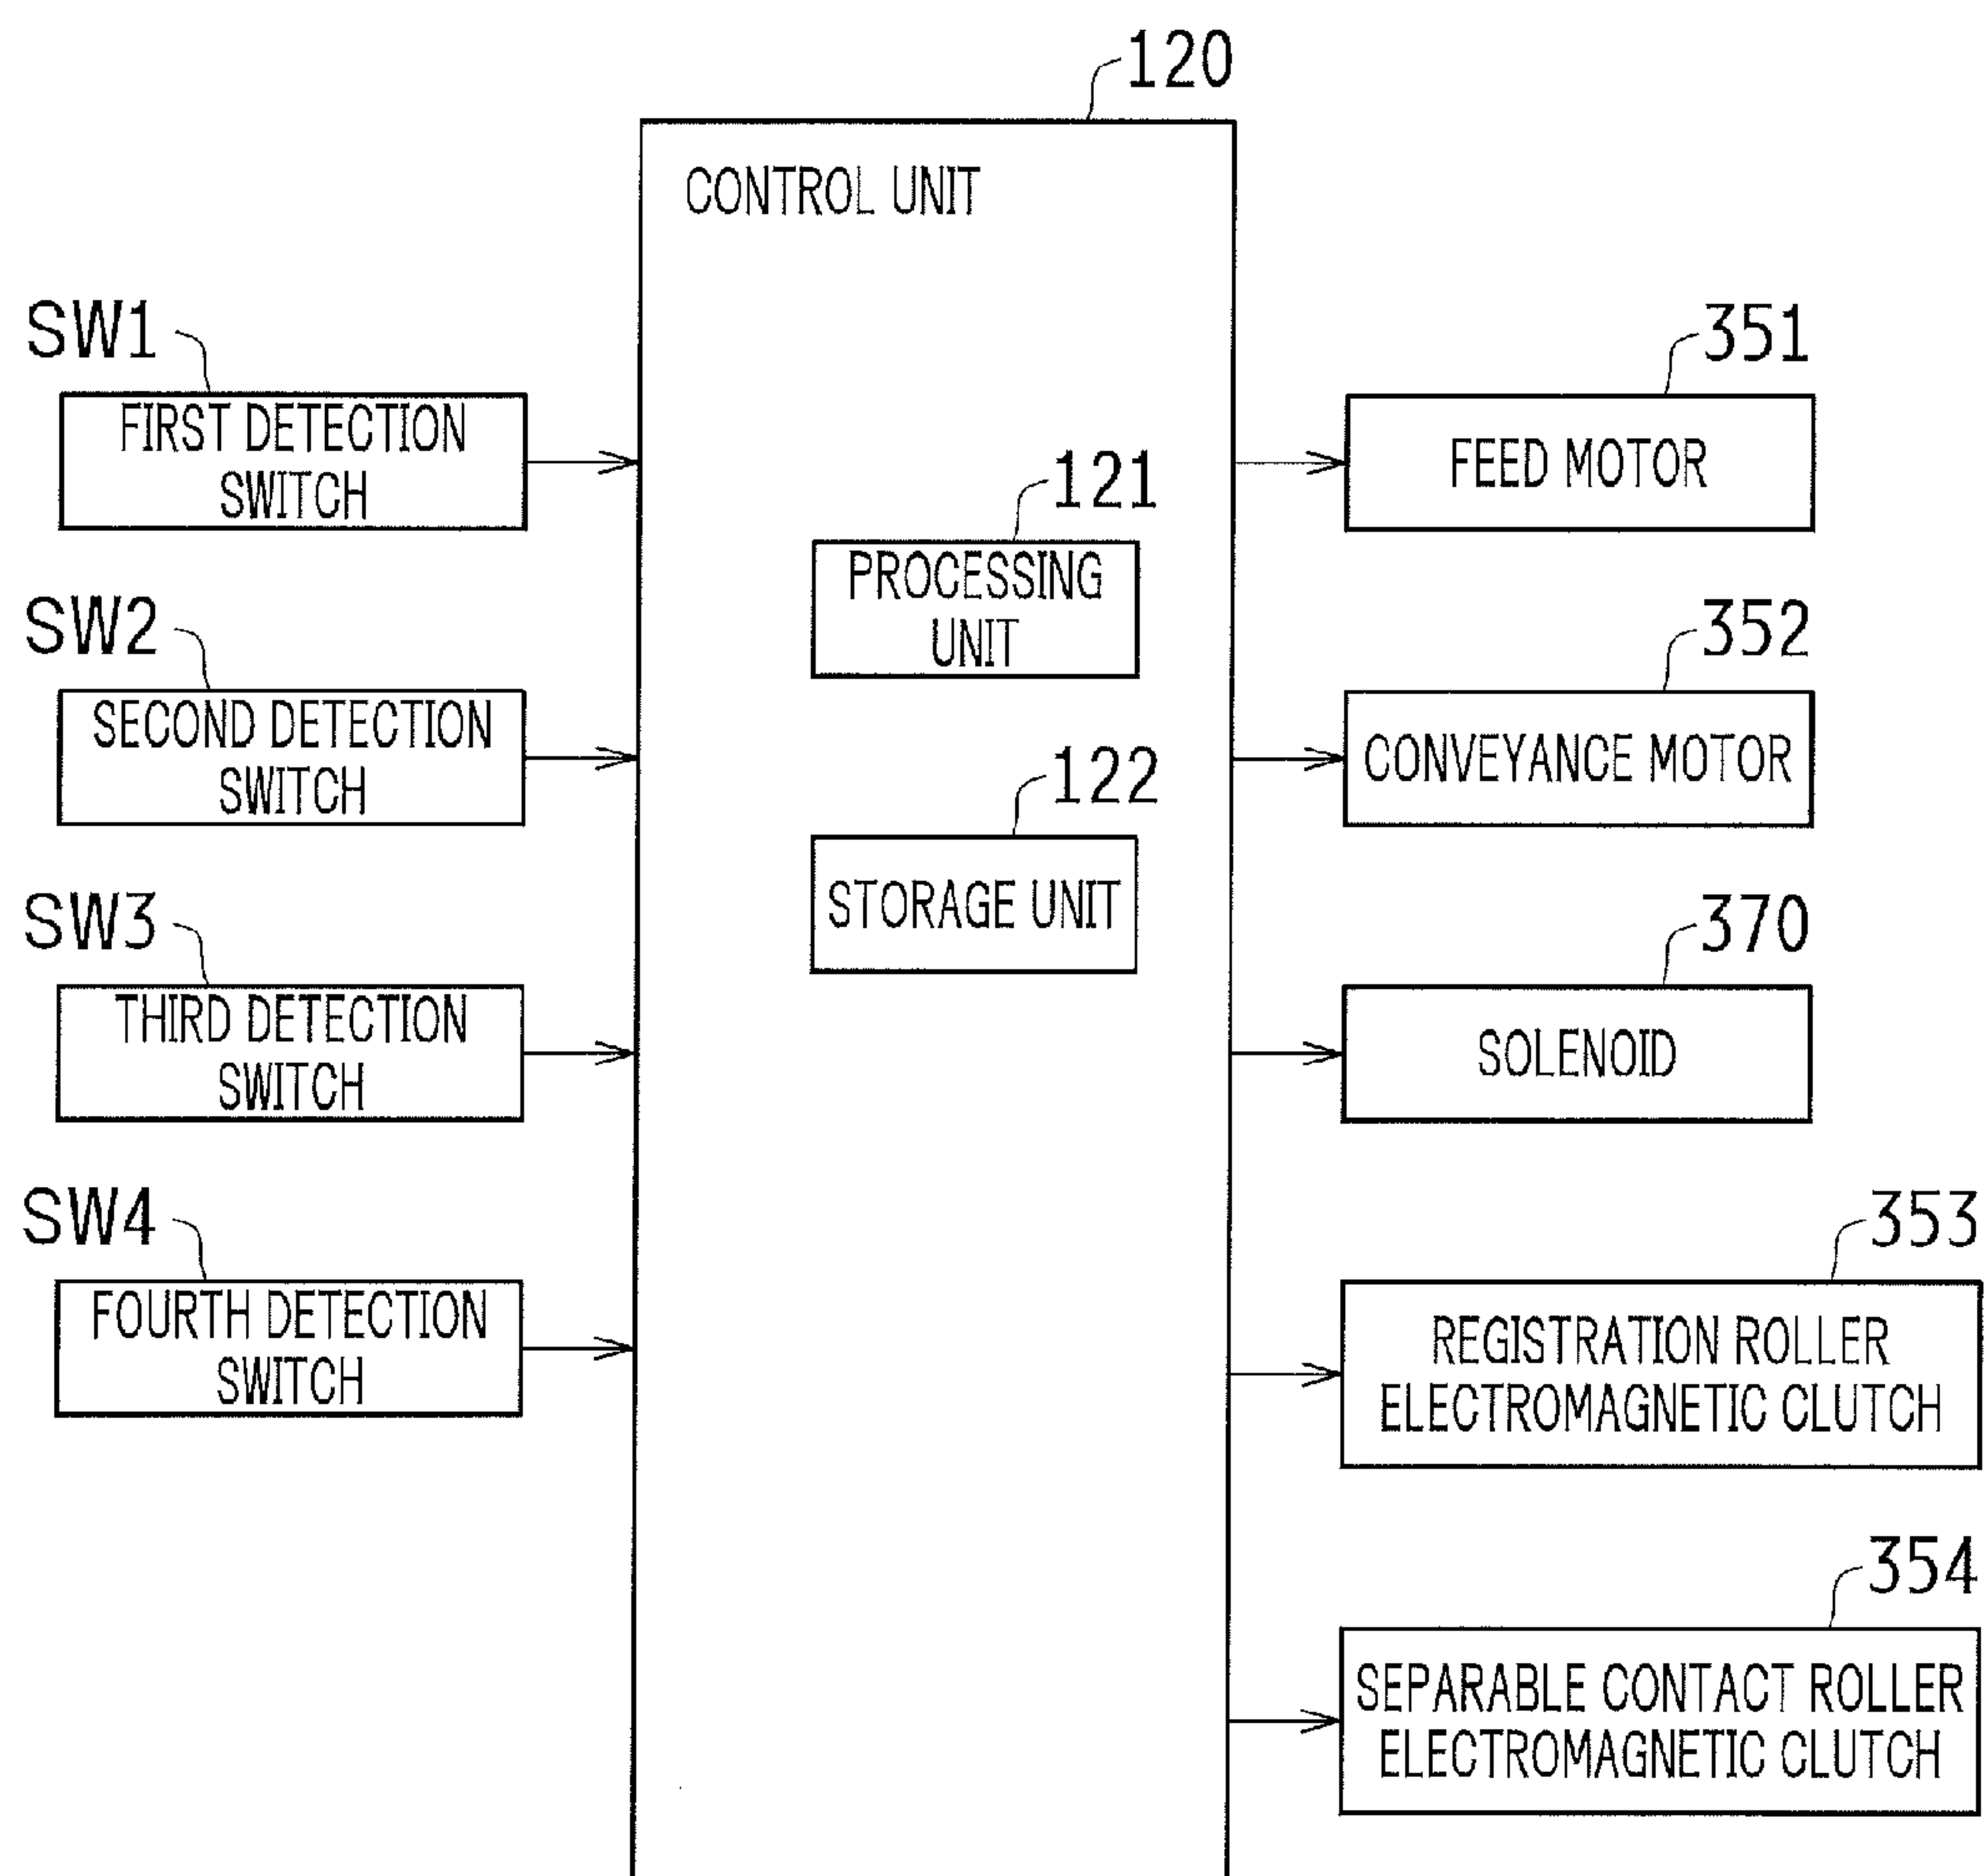 120
CONTROL UNIT
SW1
FIRST DETECTION
SWITCH
SW2
SECOND DETECTION
SWITCH
SW3
THIRD DETECTION
SWITCH
SW4
FOURTH DETECTION
SWITCH
121
PROCESSING
UNIT
122
STORAGE UNIT
351
FEED MOTOR
352
CONVEYANCE MOTOR
370
SOLENOID
353
REGISTRATION ROLLER
ELECTROMAGNETIC CLUTCH
354
SEPARABLE CONTACT ROLLER
ELECTROMAGNETIC CLUTCH